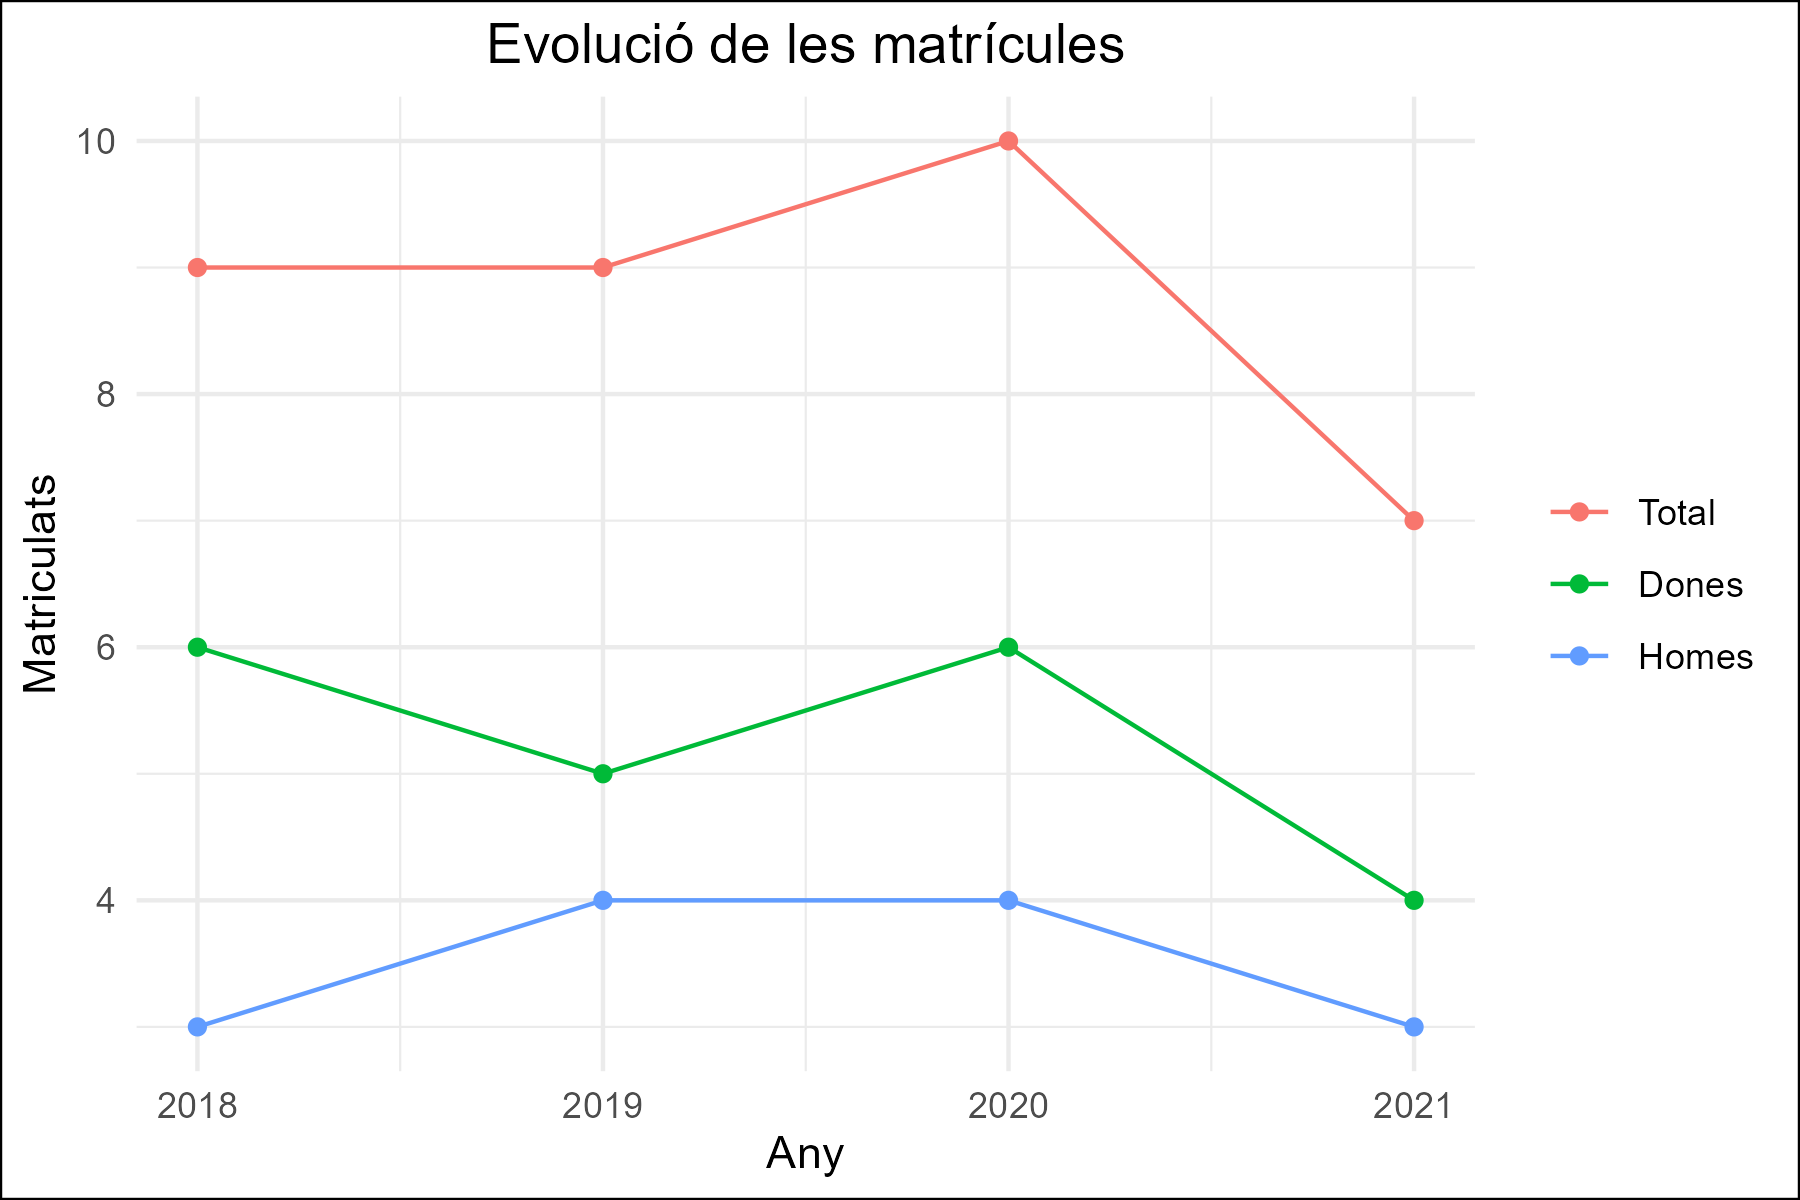 Evolució de les matrícules
10
8
6
4
Matriculats
2018 2019 2020 2021
Any
Total
Dones
Homes